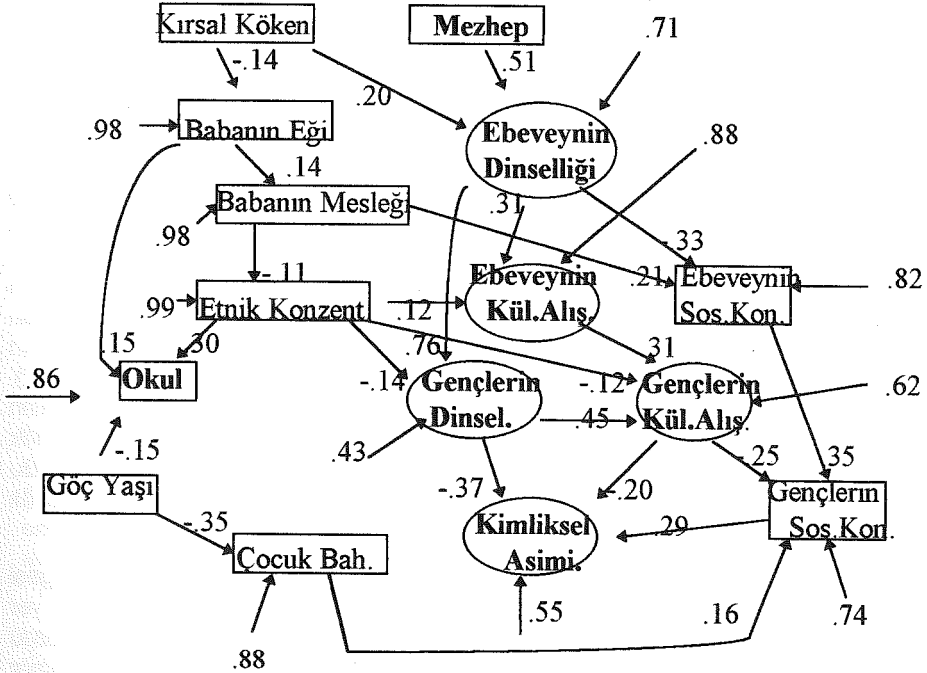 Kırsal Köken
Mezhep
.71
-.14
.51
.20
.98
Babanın Eği
Ebeveynin
Dinselliği
.88
.14
Babanın Mesleği
.31
.98
-.33
-.11
Ebeveynin
Kül.Alış.
.21
Ebeveynin
Sos.Kon.
.82
.99
Etnik Konzent.
.12
.15
.30
.76
.31
.86
Okul
-.14
Gençlerin
Dinsel.
-.12
Gençlerin
Kül.Alış.
.62
.45
-.15
.43
-.25
.35
Göç Yaşı
-.37
-.20
Gençlerin
Sos.Kon.
-.35
Kimliksel
Asimi.
.29
Çocuk Bah.
.55
.16
.74
.88